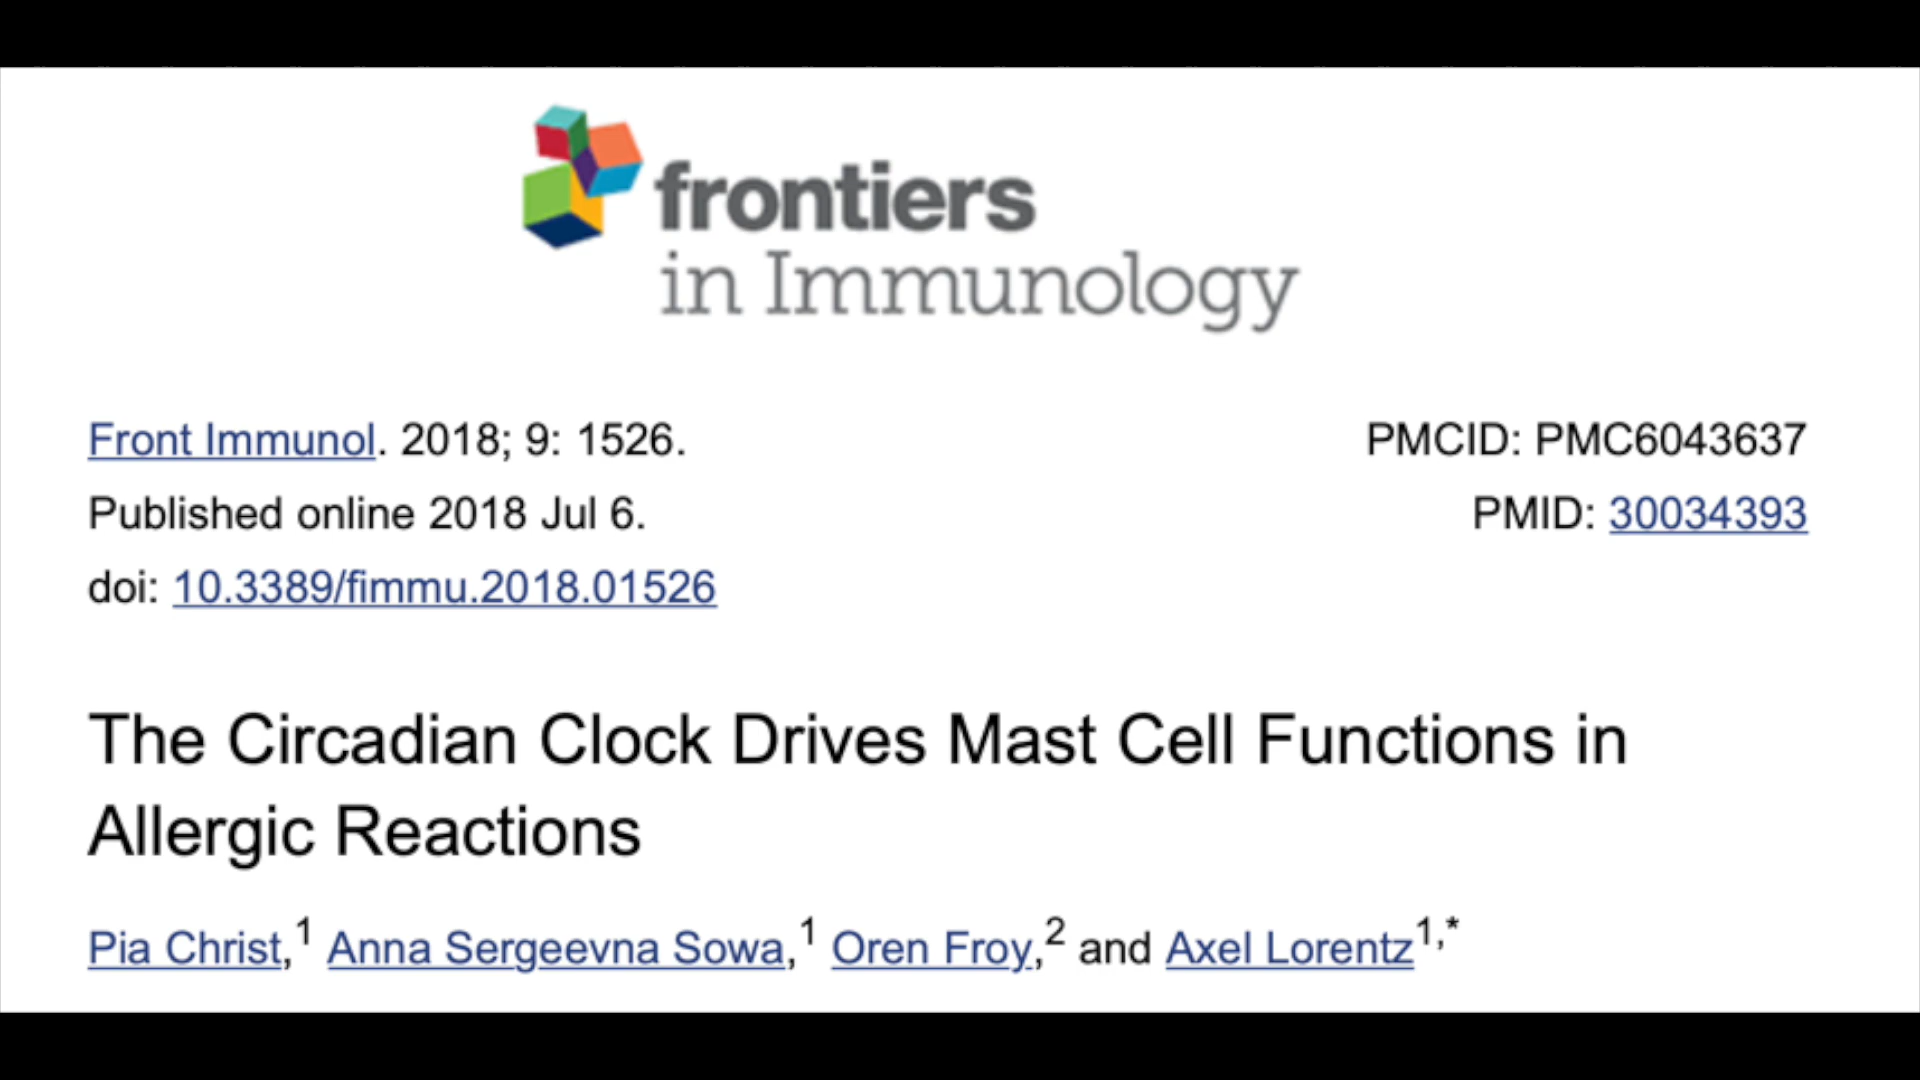 frontiers
in Immunology
Front Immunol. 2018; 9: 1526.
PMCID: PMC6043637
Published online 2018 Jul 6.
PMID: 30034393
doi: 10.3389/fimmu.2018.01526
The Circadian Clock Drives Mast Cell Functions in
Allergic Reactions
Pia Christ,1 Anna Sergeevna Sowa,1 Oren Froy,2 and Axel Lorentz1,*